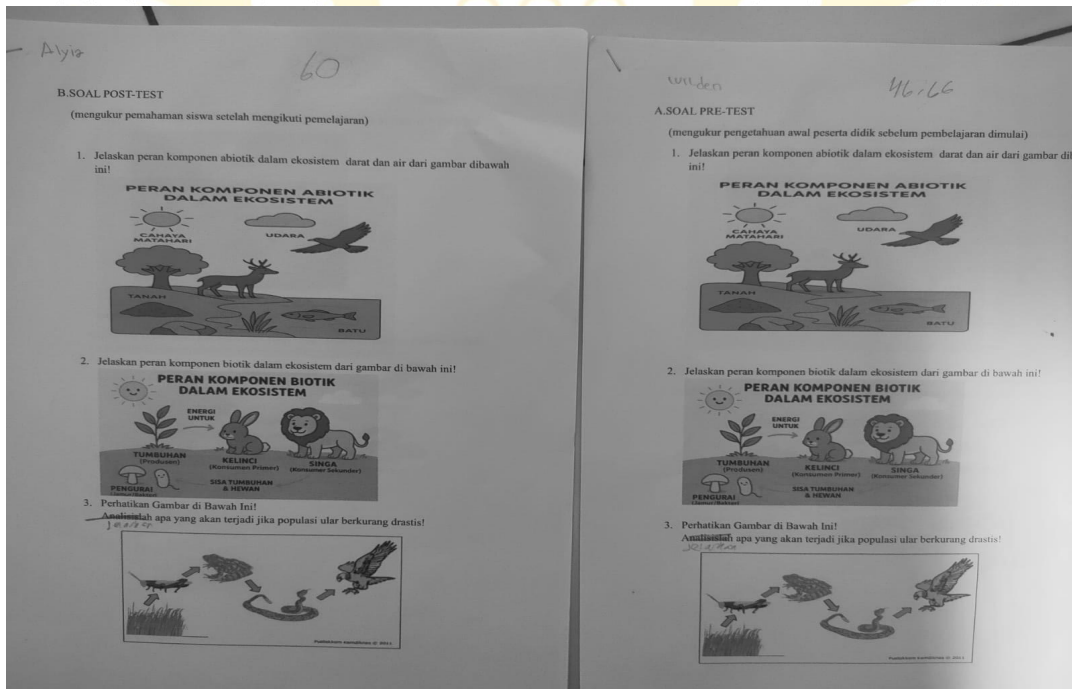 Alyia
60
B.SOAL POST-TEST
(mengukur pemahaman siswa setelah mengikuti pemelajaran)
1. Jelaskan peran komponen abiotik dalam ekosistem darat dan air dari gambar dibawah
ini!
PERAN KOMPONEN ABIOTIK
DALAM EKOSISTEM
CAHAYA
MATAHARI
UDARA
TANAH
BATU
2. Jelaskan peran komponen biotik dalam ekosistem dari gambar di bawah ini!
PERAN KOMPONEN BIOTIK
DALAM EKOSISTEM
ENERGI
UNTUK
TUMBUHAN
(Produsen)
KELINCI
(Konsumen Primer)
SINGA
(Konsumen Sekunder)
PENGURAI
(Jamur/Bakteri)
SISA TUMBUHAN
& HEWAN
3. Perhatikan Gambar di Bawah Ini!
Analisislah apa yang akan terjadi jika populasi ular berkurang drastis!
wilden
46,66
A.SOAL PRE-TEST
(mengukur pengetahuan awal peserta didik sebelum pembelajaran dimulai)
1. Jelaskan peran komponen abiotik dalam ekosistem darat dan air dari gambar di
ini!
PERAN KOMPONEN ABIOTIK
DALAM EKOSISTEM
CAHAYA
MATAHARI
UDARA
TANAH
BATU
2. Jelaskan peran komponen biotik dalam ekosistem dari gambar di bawah ini!
PERAN KOMPONEN BIOTIK
DALAM EKOSISTEM
ENERGI
UNTUK
TUMBUHAN
(Produsen)
KELINCI
(Konsumen Primer)
SINGA
(Konsumen Sekunder)
PENGURAI
(Jamur/Bakteri)
SISA TUMBUHAN
& HEWAN
3. Perhatikan Gambar di Bawah Ini!
Analisislah apa yang akan terjadi jika populasi ular berkurang drastis!